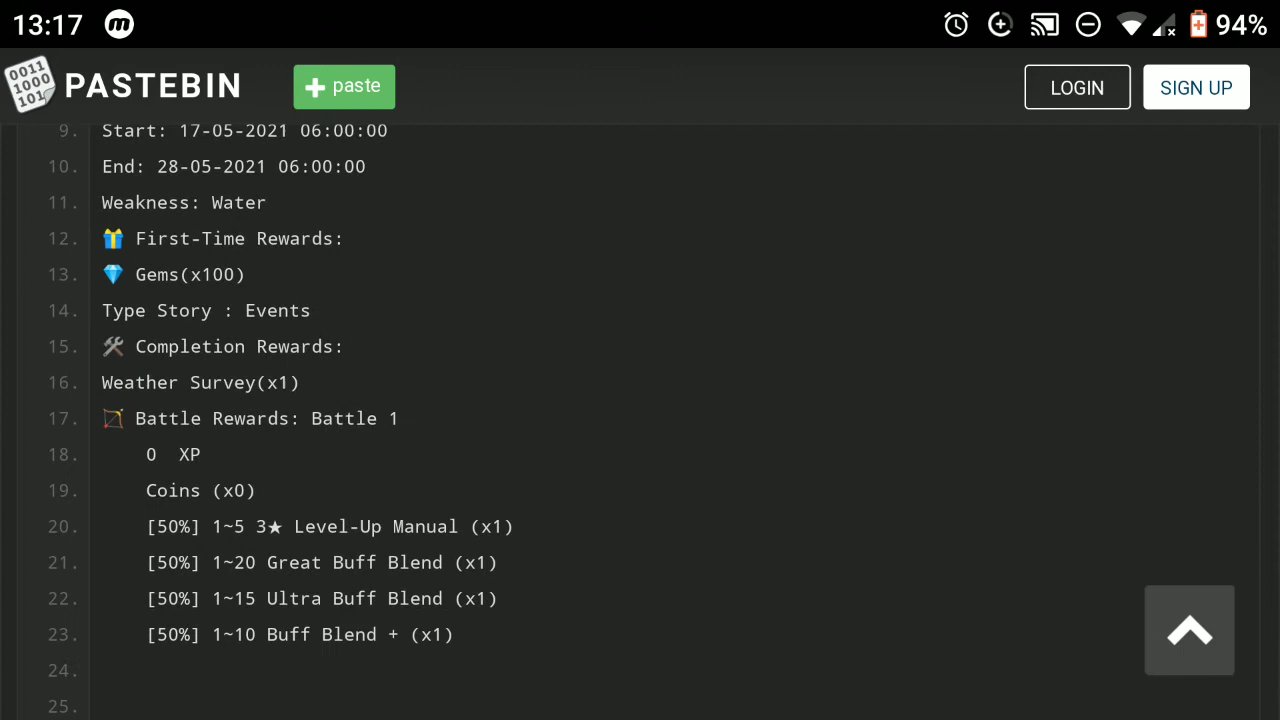 13:17 94%
0011
1000
101
PASTEBIN + paste LOGIN SIGN UP
9. Start: 17-05-2021 06:00:00
10. End: 28-05-2021 06:00:00
11. Weakness: Water
12. 🎁 First-Time Rewards:
13. 💎 Gems(x100)
14. Type Story : Events
15. 🛠 Completion Rewards:
16. Weather Survey(x1)
17. 🏹 Battle Rewards: Battle 1
18. 0 XP
19. Coins (x0)
20. [50%] 1~5 3★ Level-Up Manual (x1)
21. [50%] 1~20 Great Buff Blend (x1)
22. [50%] 1~15 Ultra Buff Blend (x1)
23. [50%] 1~10 Buff Blend + (x1)
24.
25.